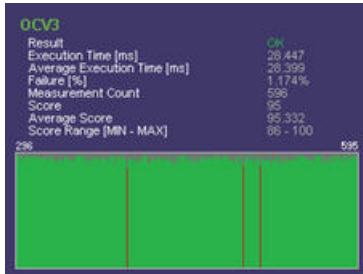 OCV3
Result OK
Execution Time [ms] 28.447
Average Execution Time [ms] 28.399
Failure [%] 1.174%
Measurement Count 596
Score 95
Average Score 95.332
Score Range [MIN - MAX] 86 - 100
296 595